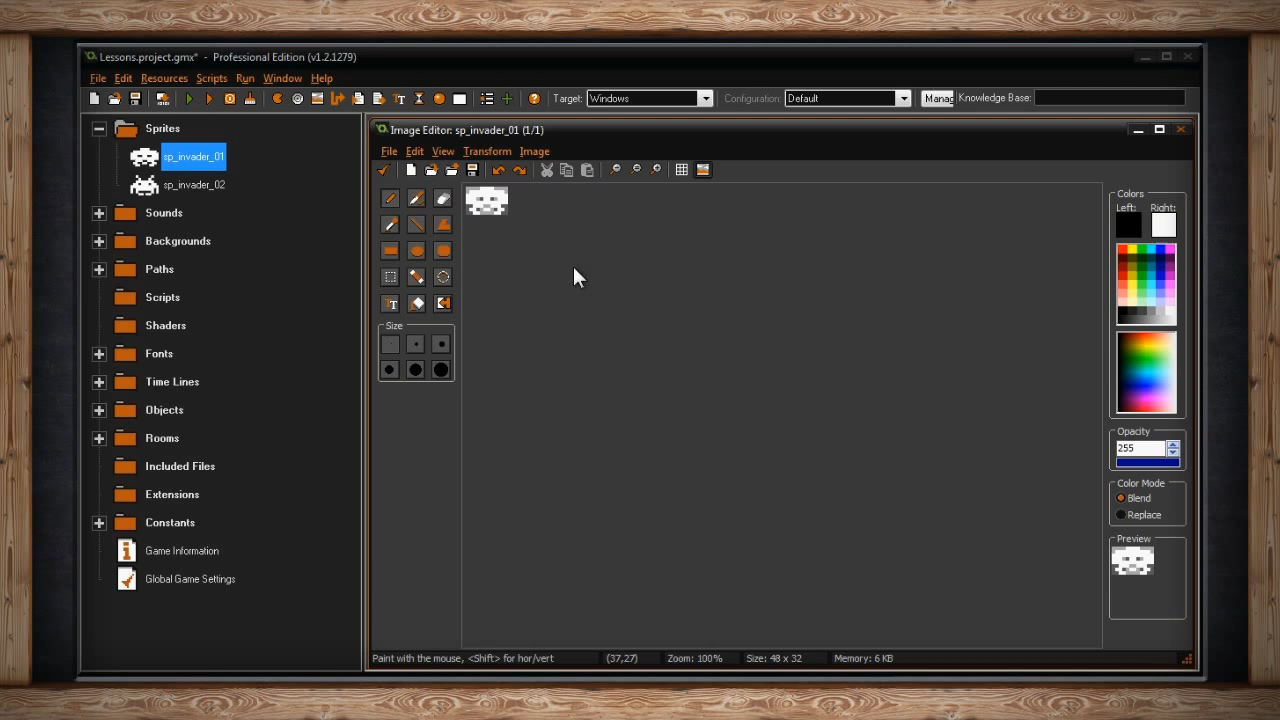 Lessons.project.gmx* - Professional Edition (v1.2.1279)
File Edit Resources Scripts Run Window Help
Target: Windows Configuration: Default Manag Knowledge Base:
Sprites
sp_invader_01
sp_invader_02
Sounds
Backgrounds
Paths
Scripts
Shaders
Fonts
Time Lines
Objects
Rooms
Included Files
Extensions
Constants
Game Information
Global Game Settings
Image Editor: sp_invader_01 (1/1)
File Edit View Transform Image
Size
Colors
Left: Right:
Opacity
255
Color Mode
Blend
Replace
Preview
Paint with the mouse, <Shift> for hor/vert (37,27) Zoom: 100% Size: 48 x 32 Memory: 6 KB